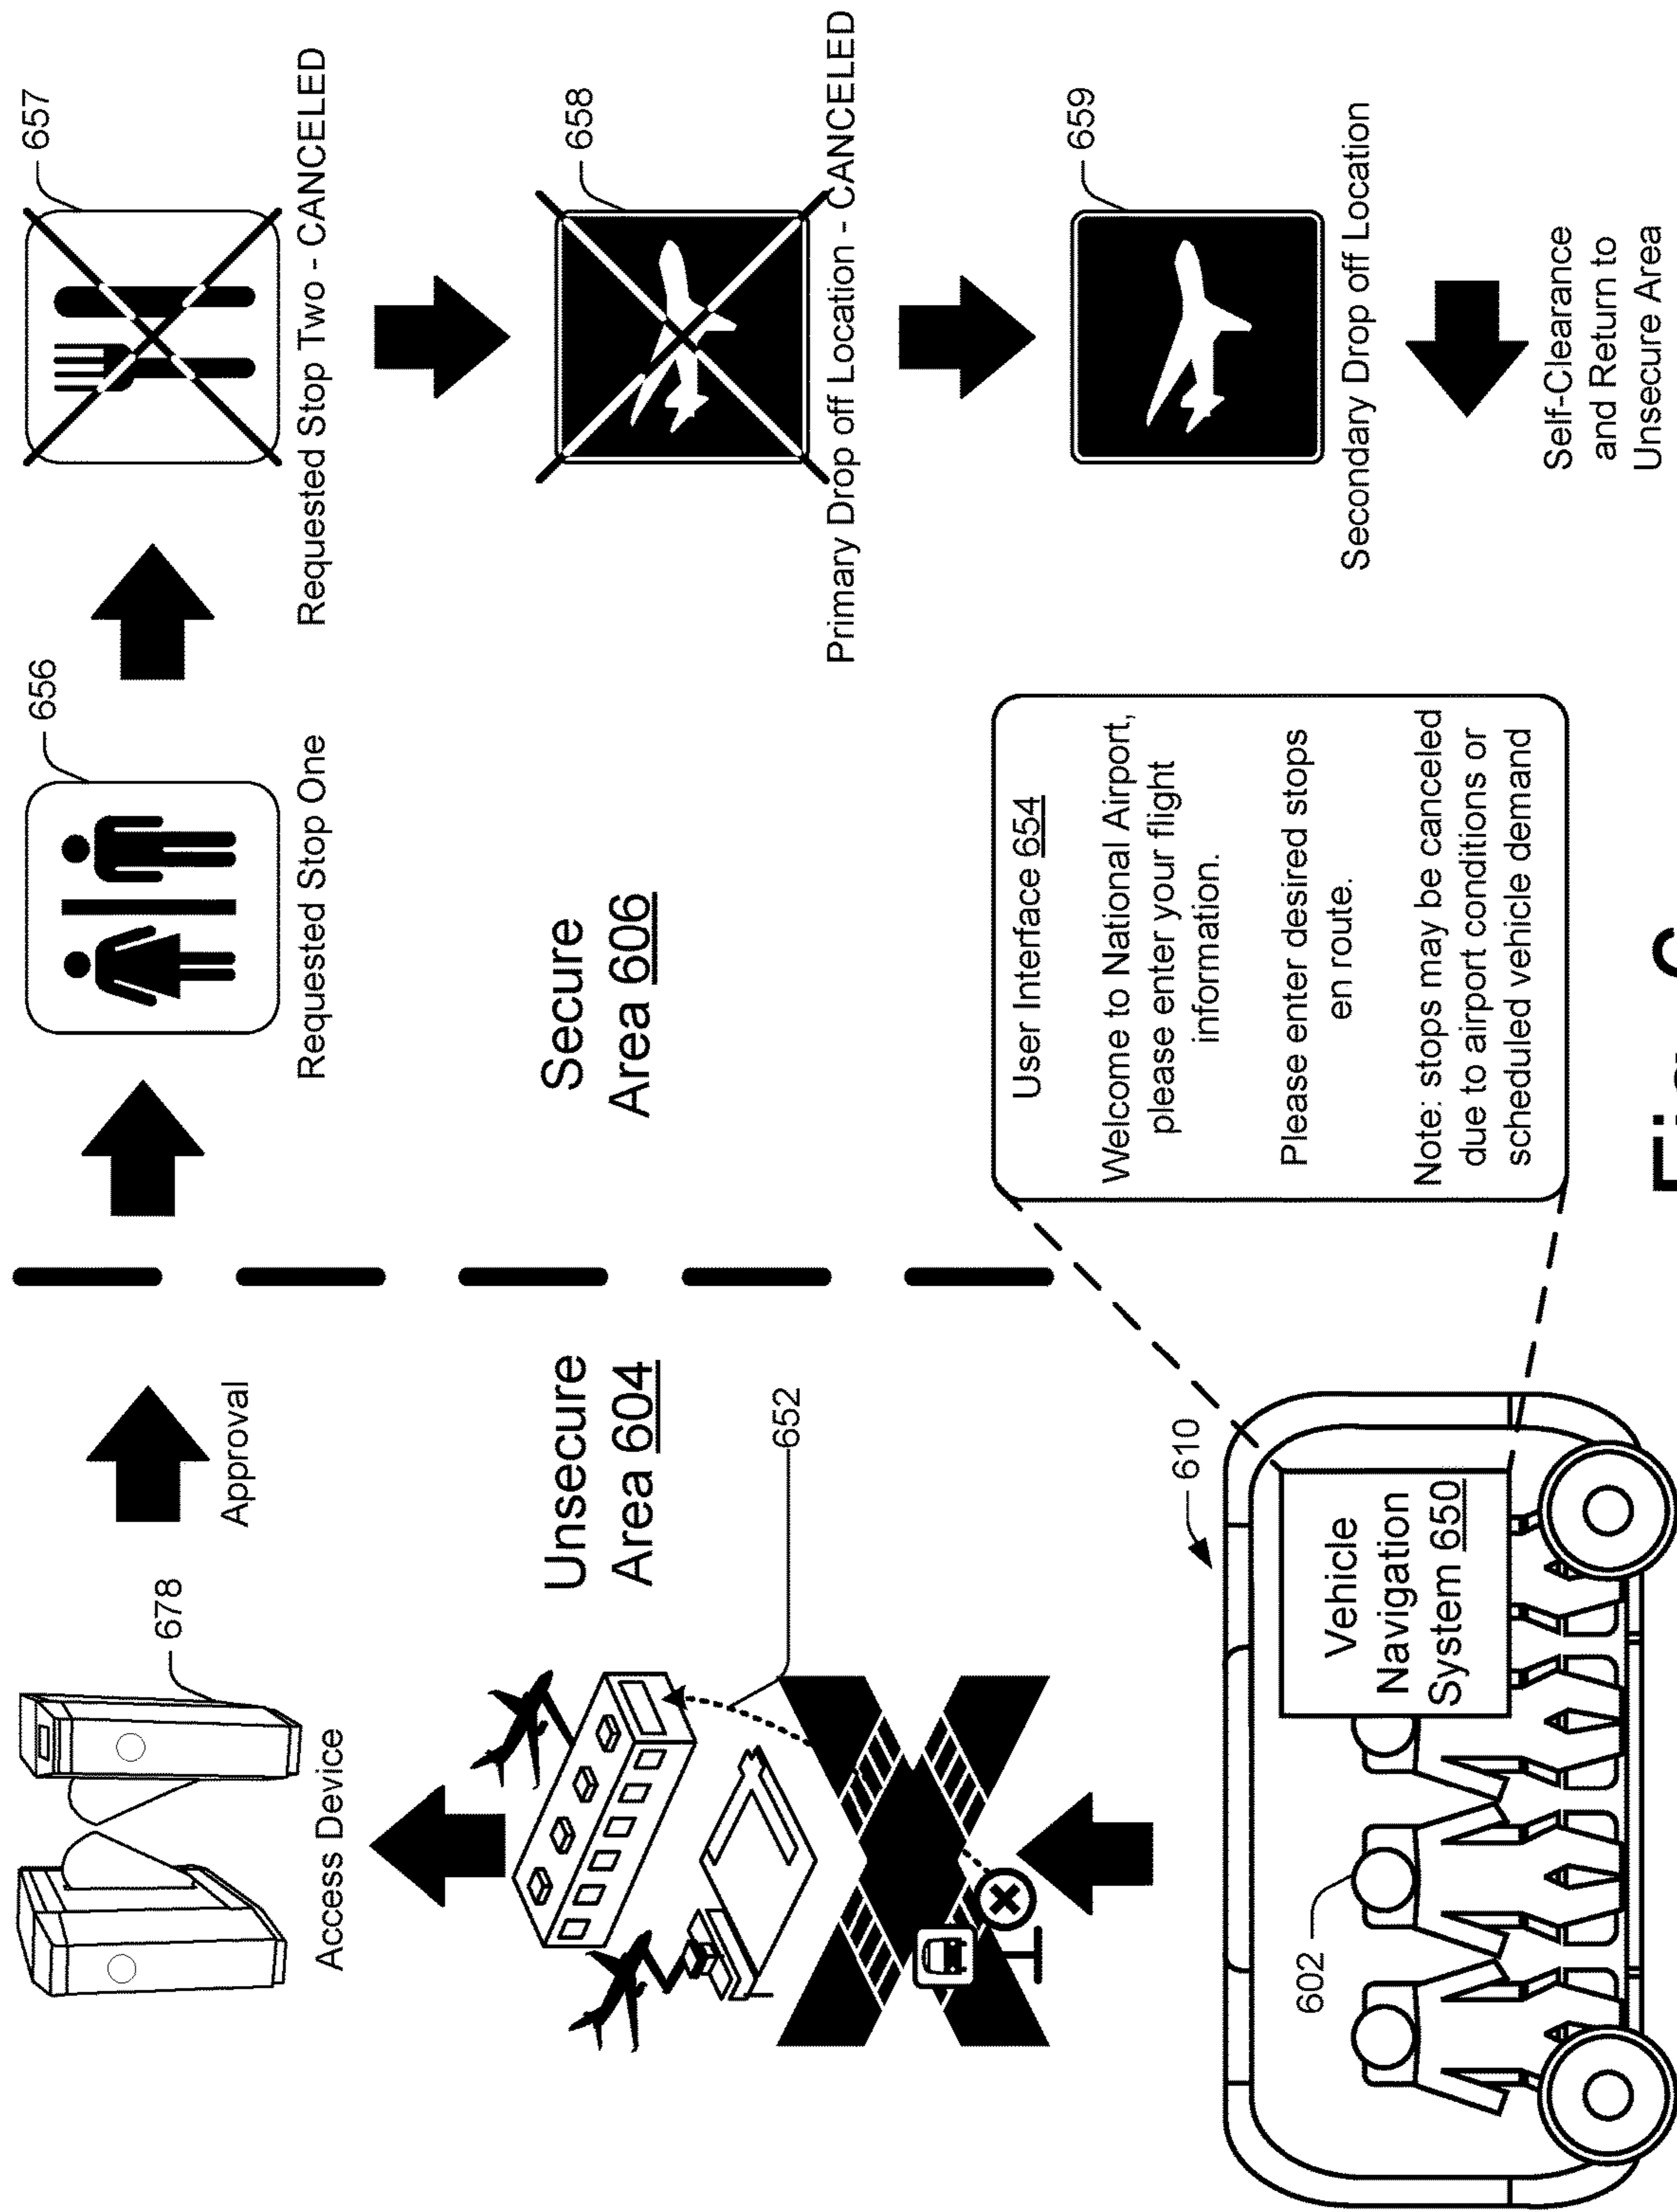 678
Access Device
Approval
656
Requested Stop One
657
Requested Stop Two - CANCELED
Unsecure
Area 604
652
Secure
Area 606
658
Primary Drop off Location - CANCELED
610
602
Vehicle
Navigation
System 650
User Interface 654
Welcome to National Airport,
please enter your flight
information.
Please enter desired stops
en route.
Note: stops may be canceled
due to airport conditions or
scheduled vehicle demand
659
Secondary Drop off Location
Self-Clearance
and Return to
Unsecure Area